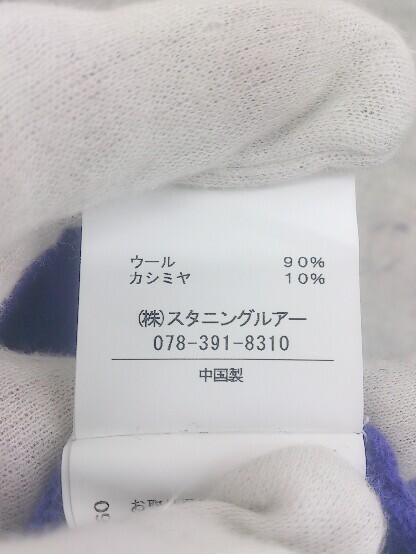 ウール 90%
カシミヤ 10%
(株)スタニングルアー
078-391-8310
中国製